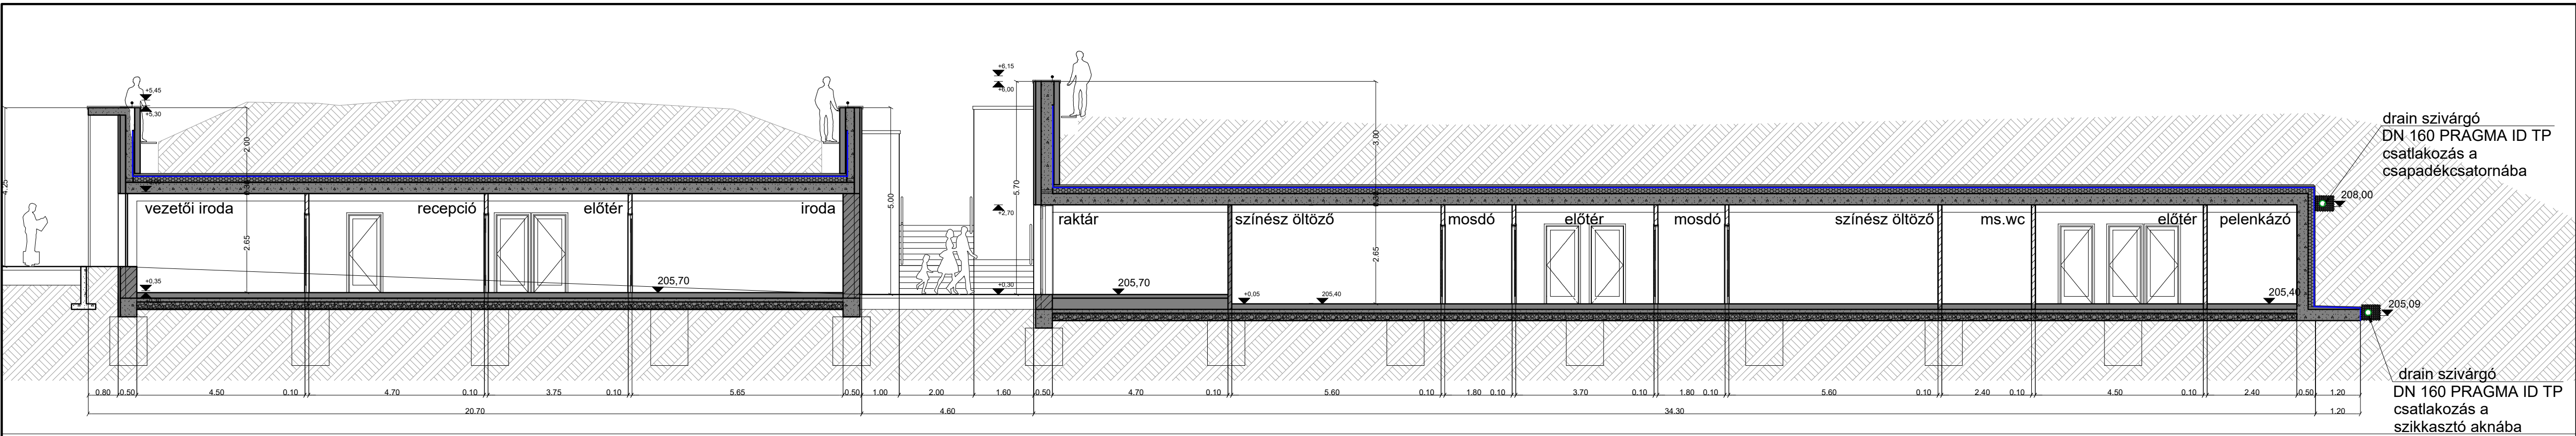 +6,15
+6,00
+5,45
+5,30
4.25
2.00
0.30
5.00
5.70
3.00
0.30
drain szivárgó
DN 160 PRAGMA ID TP
csatlakozás a
csapadékcsatornába
208,00
vezetői iroda
recepció
előtér
iroda
+2,70
raktár
színész öltöző
mosdó
előtér
mosdó
színész öltöző
ms.wc
előtér
pelenkázó
2.65
2.65
+0,35
205,70
+0,30
205,70
+0,05
205,40
205,40
205,09
drain szivárgó
DN 160 PRAGMA ID TP
csatlakozás a
szikkasztó aknába
0.80 0.50 4.50 0.10 4.70 0.10 3.75 0.10 5.65 0.50 1.00 2.00 1.60 0.50 4.70 0.10 5.60 0.10 1.80 0.10 3.70 0.10 1.80 0.10 5.60 0.10 2.40 0.10 4.50 0.10 2.40 0.50 1.20
20.70 4.60 34.30 1.20